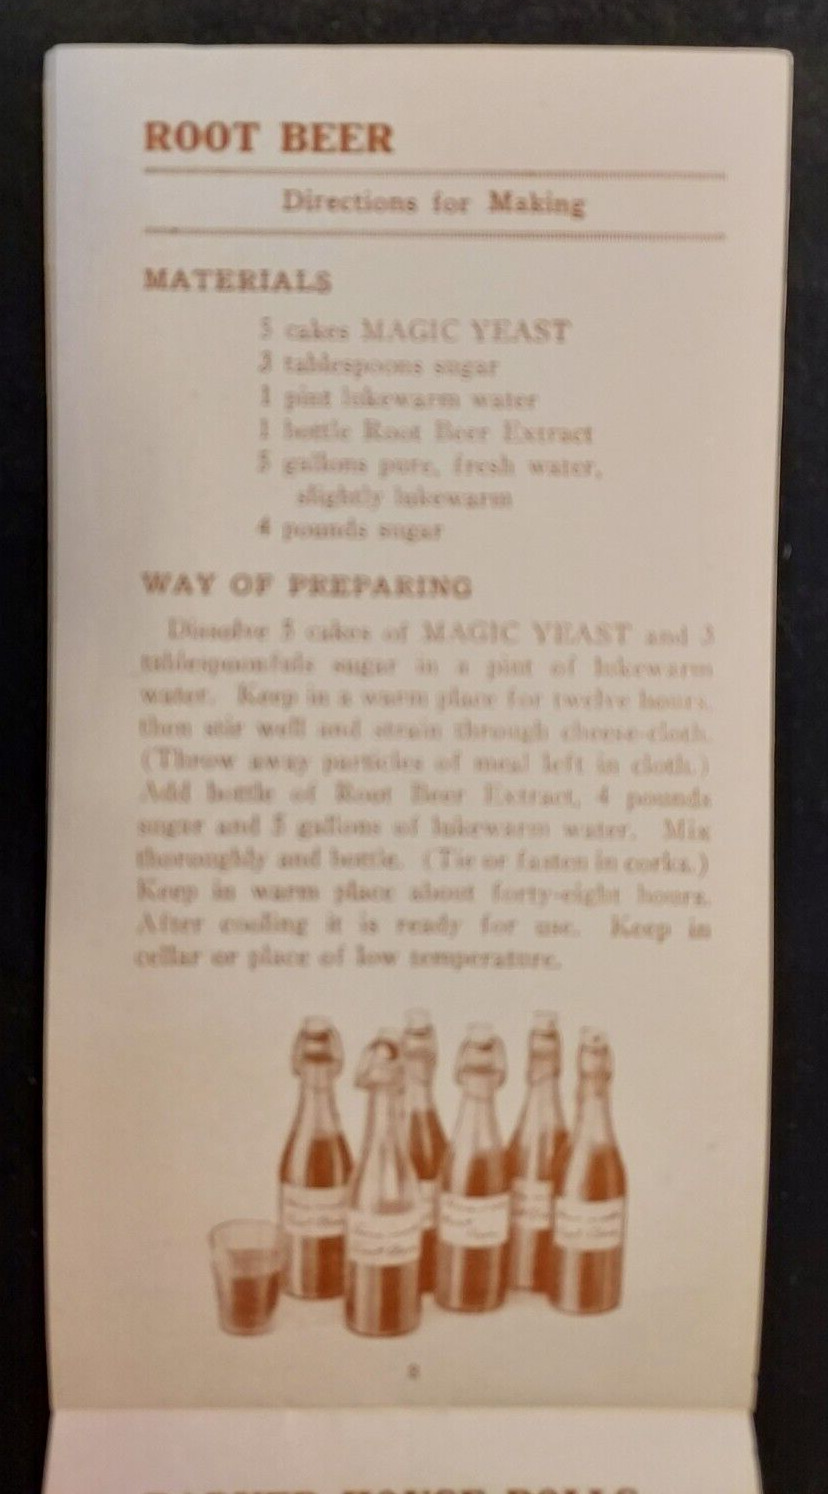 ROOT BEER
Directions for Making
MATERIALS
5 cakes MAGIC YEAST
3 tablespoons sugar
1 pint lukewarm water
1 bottle Root Beer Extract
5 gallons pure, fresh water,
slightly lukewarm
4 pounds sugar
WAY OF PREPARING
Dissolve 5 cakes of MAGIC YEAST and 3
tablespoonfuls sugar in a pint of lukewarm
water. Keep in a warm place for twelve hours,
then stir well and strain through cheese-cloth.
(Throw away particles of meal left in cloth.)
Add bottle of Root Beer Extract, 4 pounds
sugar and 5 gallons of lukewarm water. Mix
thoroughly and bottle. (Tie or fasten in corks.)
Keep in warm place about forty-eight hours.
After cooling it is ready for use. Keep in
cellar or place of low temperature.
HOUSE ROLLS